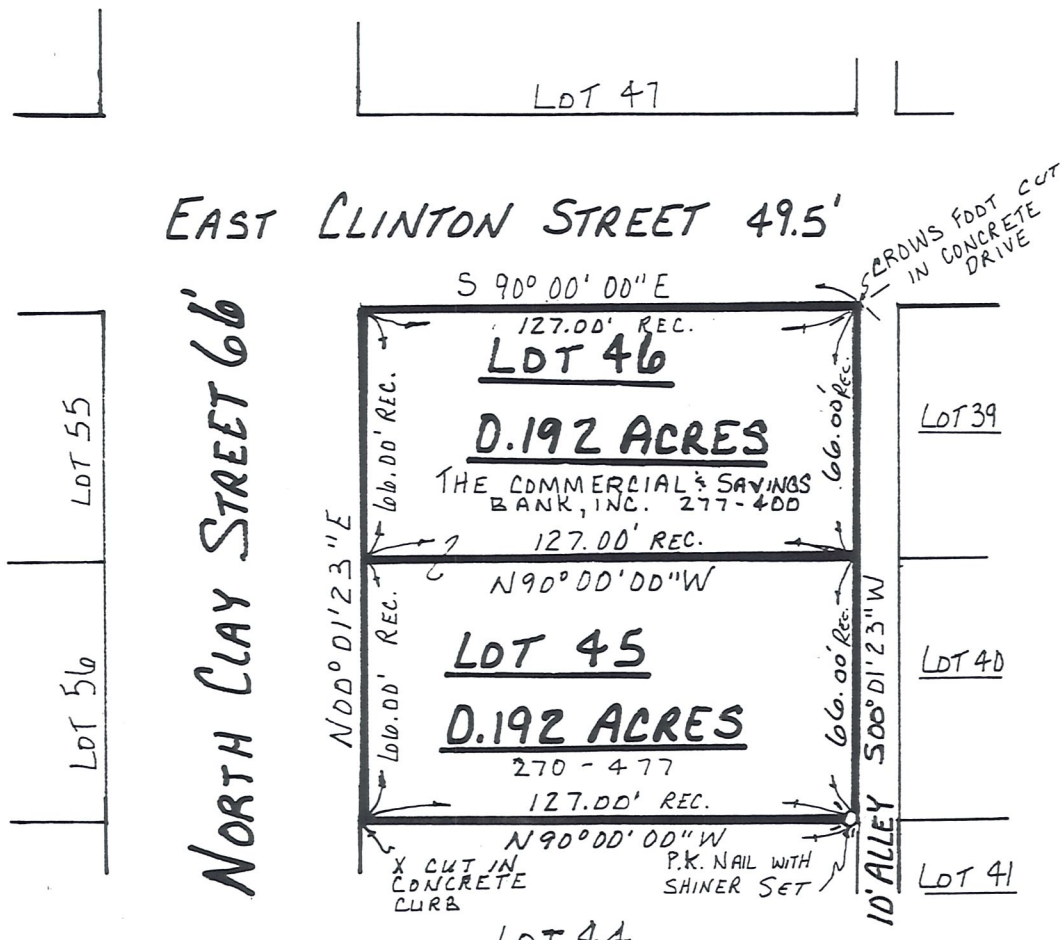 LOT 47
EAST CLINTON STREET 49.5'
CROWS FOOT CUT
IN CONCRETE
DRIVE
S 90° 00' 00" E
127.00' REC.
LOT 46
0.192 ACRES
THE COMMERCIAL & SAVINGS
BANK, INC. 277-400
127.00' REC.
N90°00'00"W
66.00' REC.
66.00' REC.
LOT 55
LOT 56
NORTH CLAY STREET 66'
N00°01'23"E
LOT 45
0.192 ACRES
270-477
127.00' REC.
N90°00'00"W
66.00' REC.
66.00' REC.
S00°01'23"W
10' ALLEY
LOT 39
LOT 40
LOT 41
X CUT IN
CONCRETE
CURB
P.K. NAIL WITH
SHINER SET
LOT 44